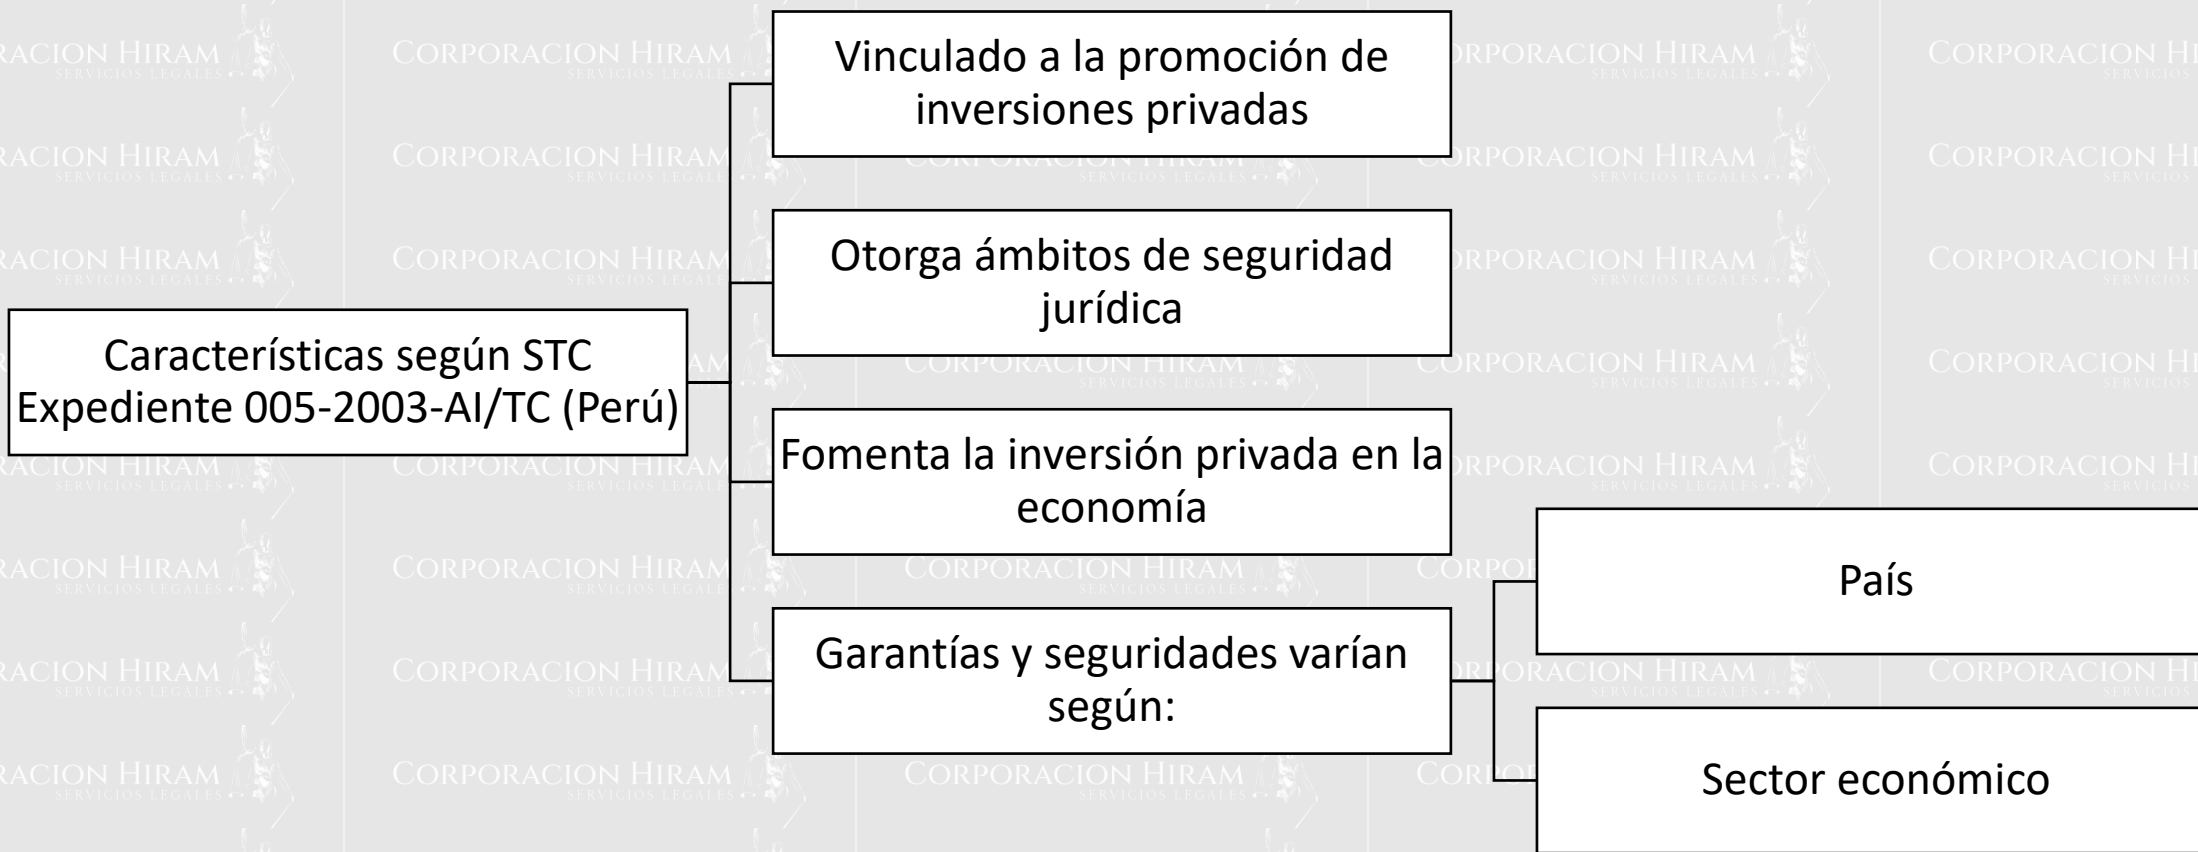 Características según STC
Expediente 005-2003-AI/TC (Perú)
Vinculado a la promoción de
inversiones privadas
Otorga ámbitos de seguridad
jurídica
Fomenta la inversión privada en la
economía
Garantías y seguridades varían
según:
País
Sector económico
CORPORACION HIRAM
SERVICIOS LEGALES